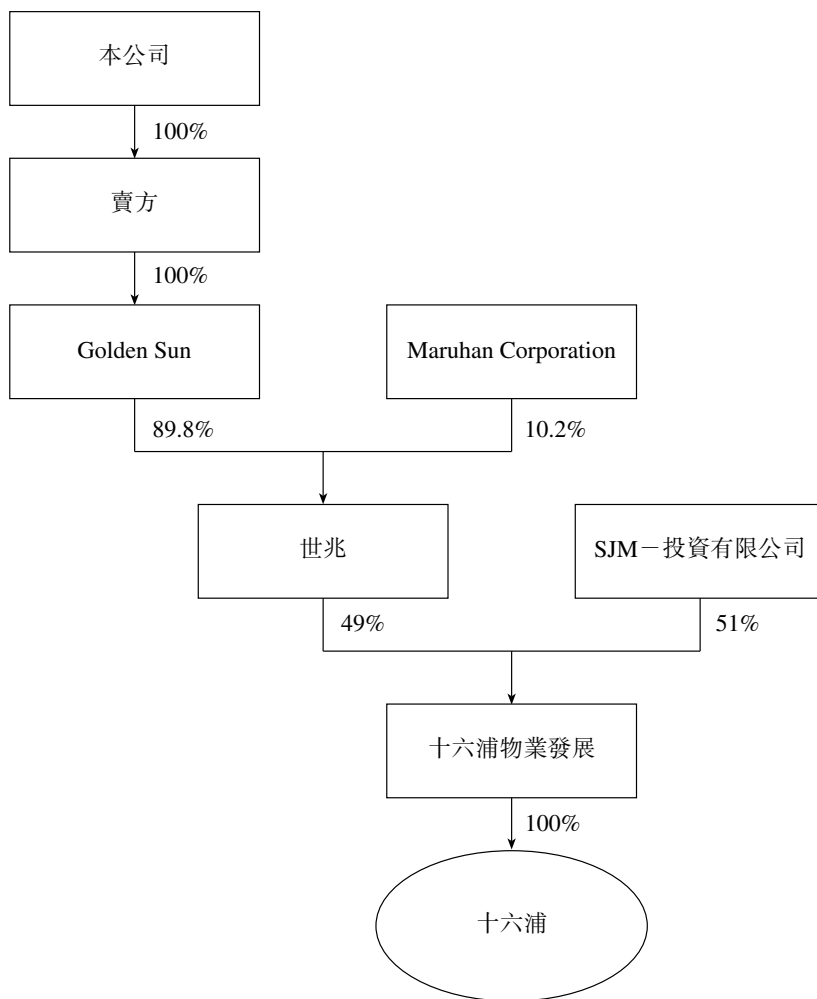 本公司
100%
賣方
100%
Golden Sun
Maruhan Corporation
89.8%
10.2%
世兆
SJM－投資有限公司
49%
51%
十六浦物業發展
100%
十六浦